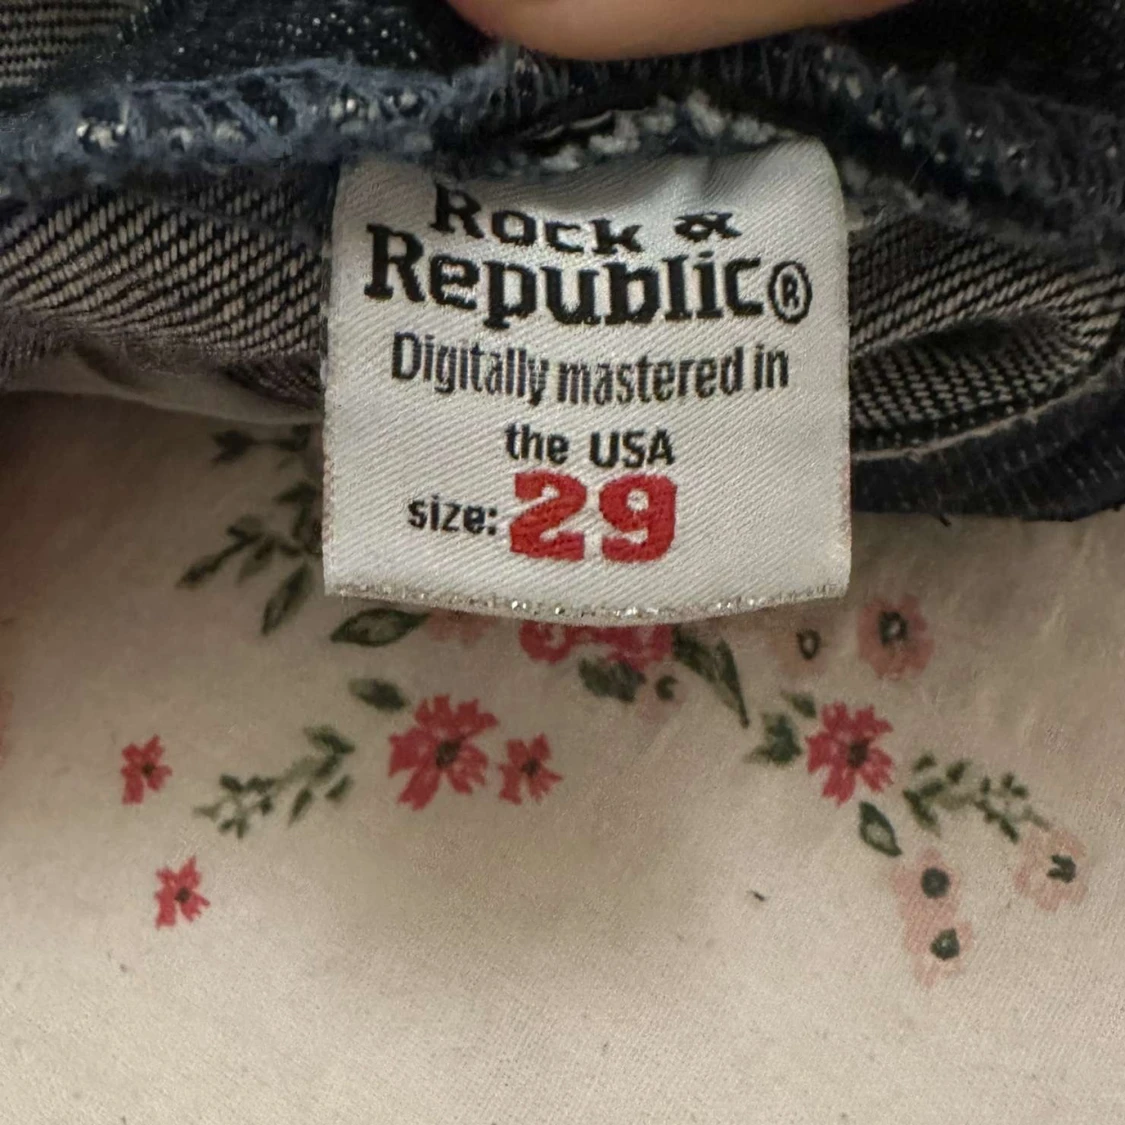 Rock &
Republic®
Digitally mastered in
the USA
size: 29